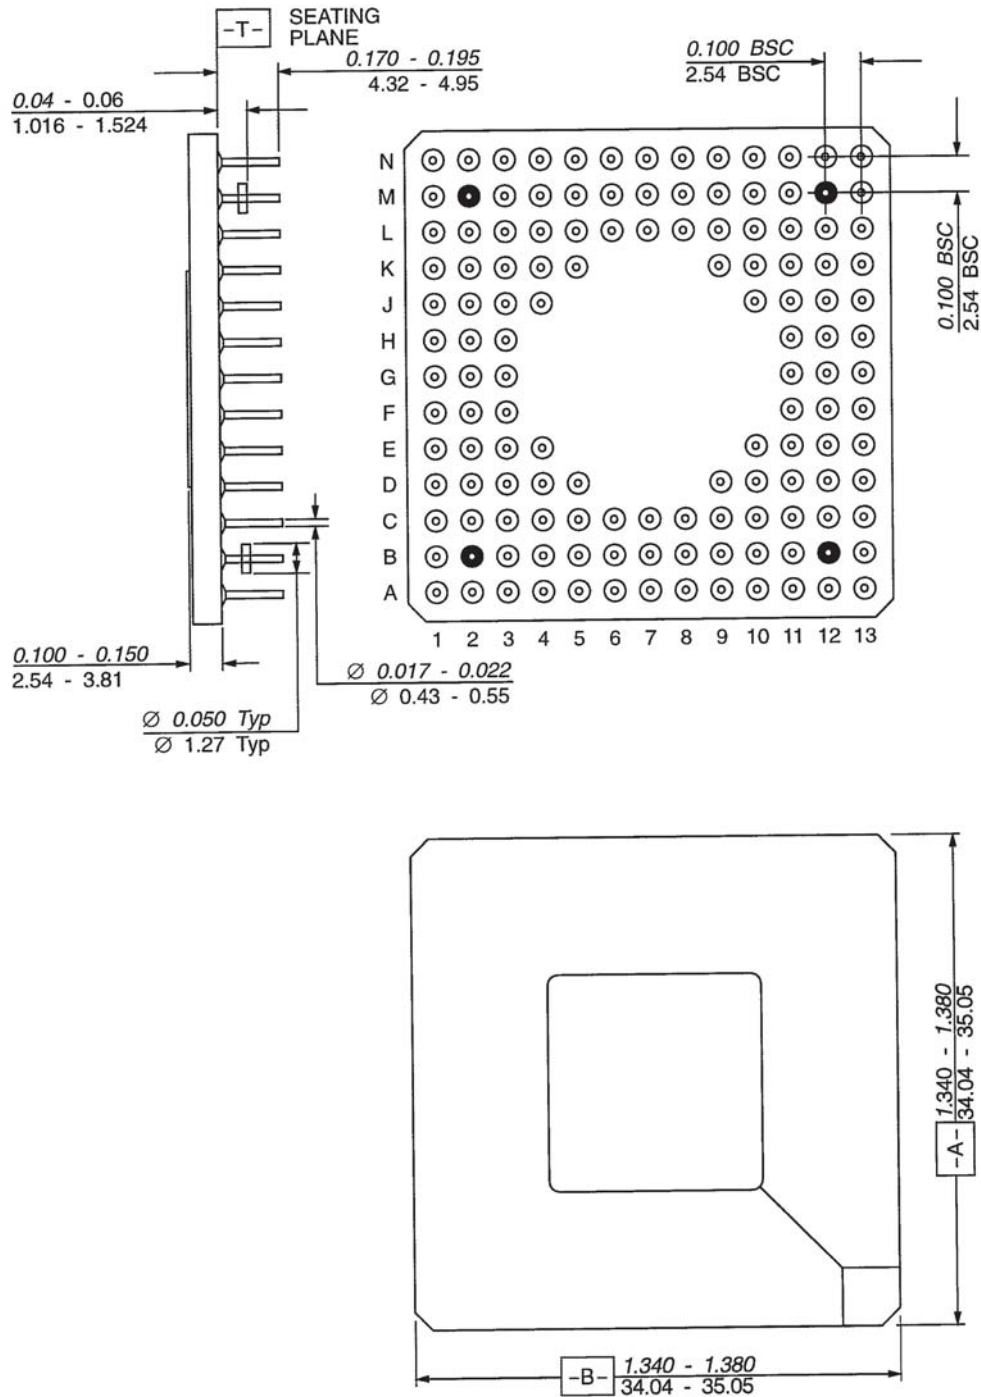 -T-
SEATING
PLANE
0.170 - 0.195
4.32 - 4.95
0.100 BSC
2.54 BSC
0.04 - 0.06
1.016 - 1.524
N
M
L
K
J
H
G
F
E
D
C
B
A
0.100 BSC
2.54 BSC
1 2 3 4 5 6 7 8 9 10 11 12 13
0.100 - 0.150
2.54 - 3.81
Ø 0.017 - 0.022
Ø 0.43 - 0.55
Ø 0.050 Typ
Ø 1.27 Typ
-A-
1.340 - 1.380
34.04 - 35.05
-B-
1.340 - 1.380
34.04 - 35.05